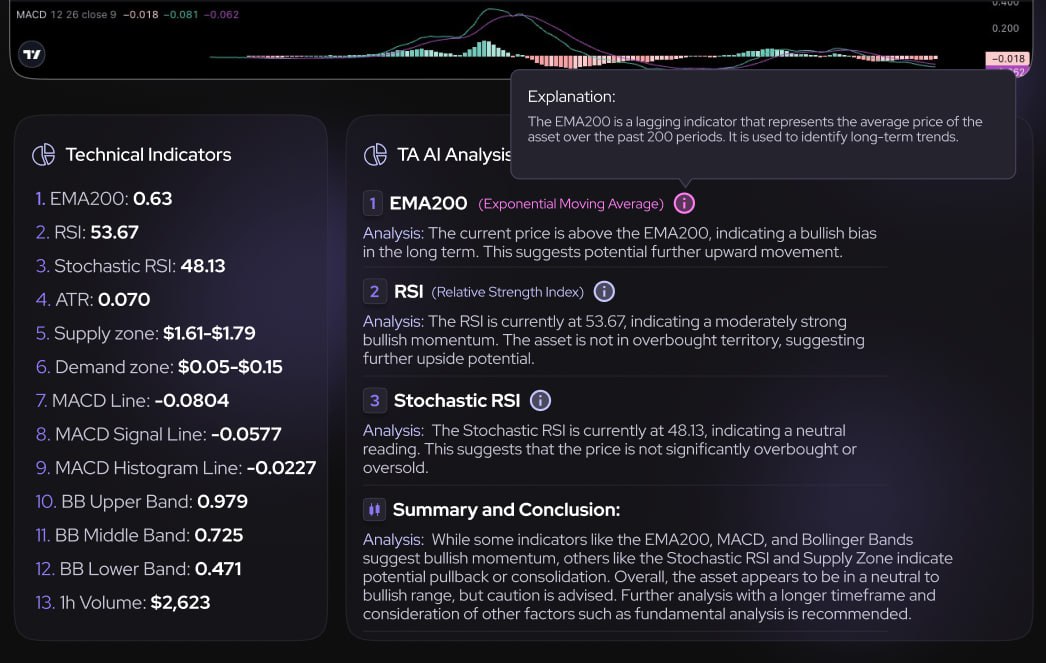 0.400
MACD 12 26 close 9 −0.018 −0.081 −0.062
0.200
−0.018
Explanation:
The EMA200 is a lagging indicator that represents the average price of the
asset over the past 200 periods. It is used to identify long-term trends.
Technical Indicators
1. EMA200: 0.63
2. RSI: 53.67
3. Stochastic RSI: 48.13
4. ATR: 0.070
5. Supply zone: $1.61-$1.79
6. Demand zone: $0.05-$0.15
7. MACD Line: -0.0804
8. MACD Signal Line: -0.0577
9. MACD Histogram Line: -0.0227
10. BB Upper Band: 0.979
11. BB Middle Band: 0.725
12. BB Lower Band: 0.471
13. 1h Volume: $2,623
TA AI Analysis
1 EMA200 (Exponential Moving Average)
Analysis: The current price is above the EMA200, indicating a bullish bias
in the long term. This suggests potential further upward movement.
2 RSI (Relative Strength Index)
Analysis: The RSI is currently at 53.67, indicating a moderately strong
bullish momentum. The asset is not in overbought territory, suggesting
further upside potential.
3 Stochastic RSI
Analysis: The Stochastic RSI is currently at 48.13, indicating a neutral
reading. This suggests that the price is not significantly overbought or
oversold.
Summary and Conclusion:
Analysis: While some indicators like the EMA200, MACD, and Bollinger Bands
suggest bullish momentum, others like the Stochastic RSI and Supply Zone indicate
potential pullback or consolidation. Overall, the asset appears to be in a neutral to
bullish range, but caution is advised. Further analysis with a longer timeframe and
consideration of other factors such as fundamental analysis is recommended.